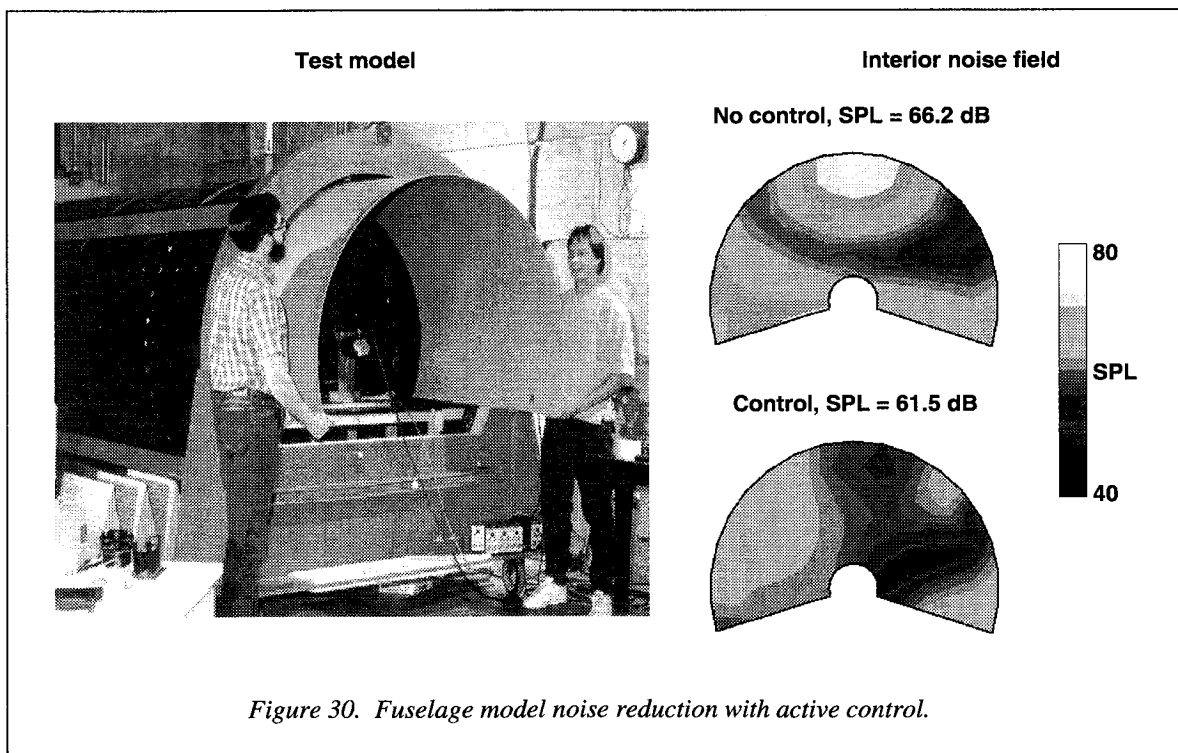 Test model
Interior noise field
No control, SPL = 66.2 dB
80
SPL
40
Control, SPL = 61.5 dB
Figure 30. Fuselage model noise reduction with active control.